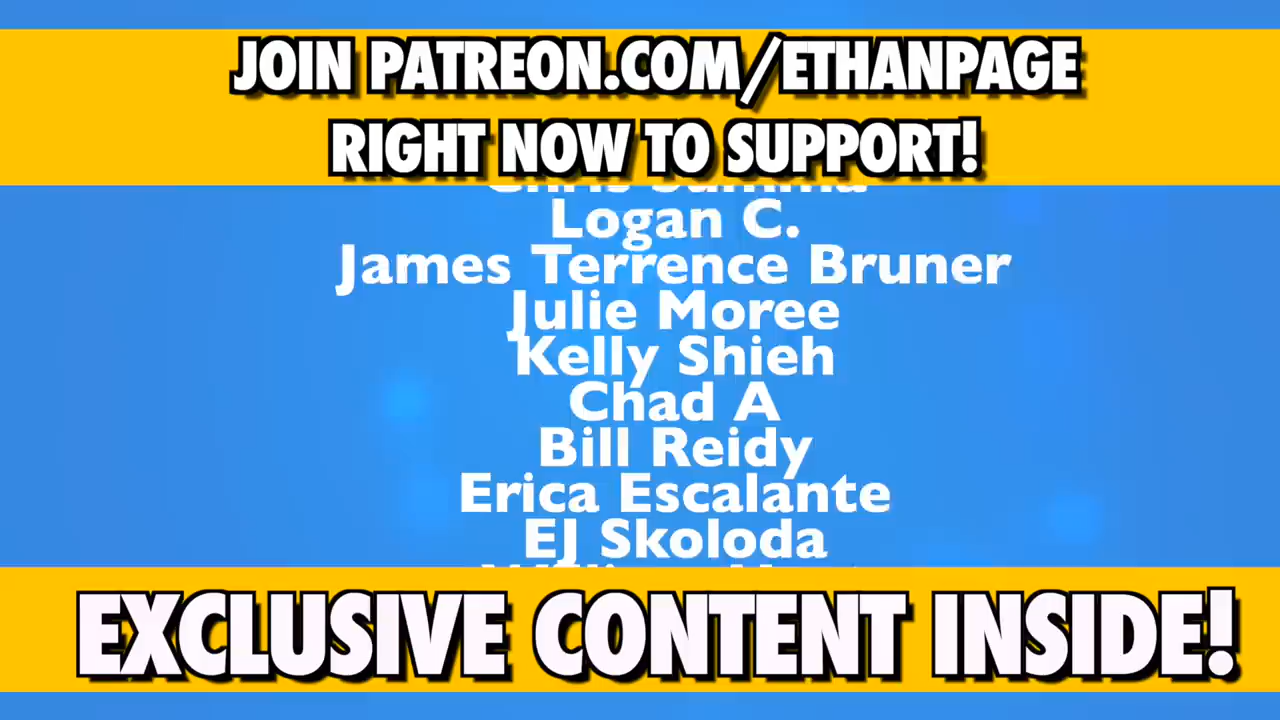 JOIN PATREON.COM/ETHANPAGE
RIGHT NOW TO SUPPORT!
Logan C.
James Terrence Bruner
Julie Moree
Kelly Shieh
Chad A
Bill Reidy
Erica Escalante
EJ Skoloda
EXCLUSIVE CONTENT INSIDE!